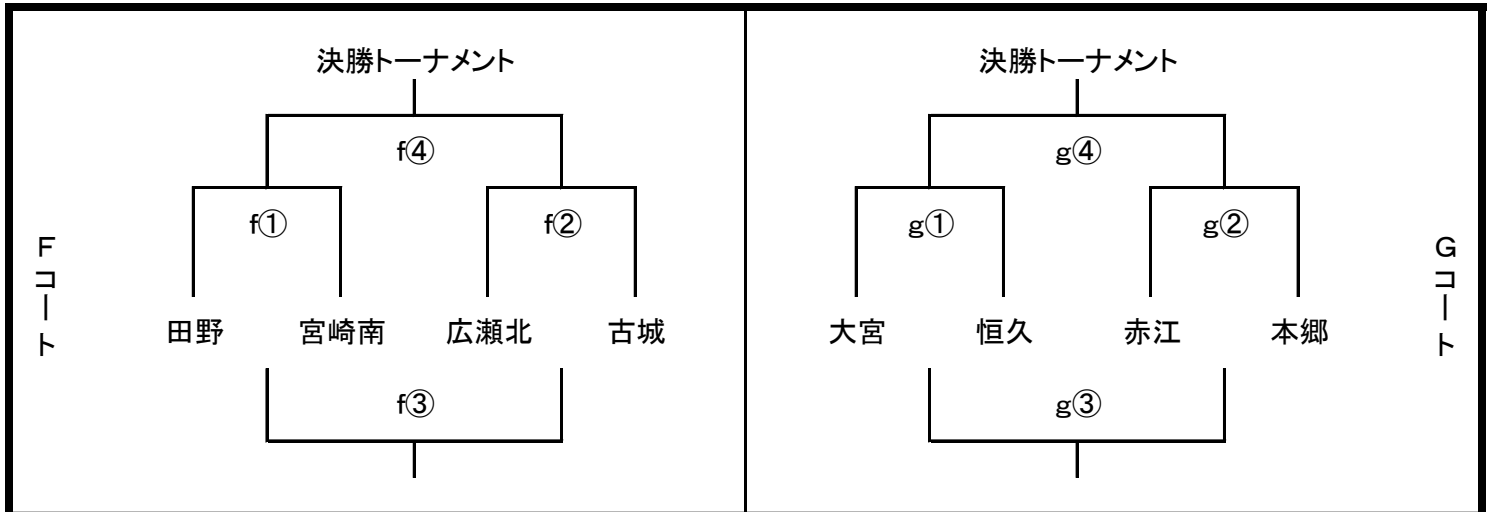 決勝トーナメント
f④
f① f②
Fコート
田野 宮崎南 広瀬北 古城
f③
決勝トーナメント
g④
g① g②
Gコート
大宮 恒久 赤江 本郷
g③